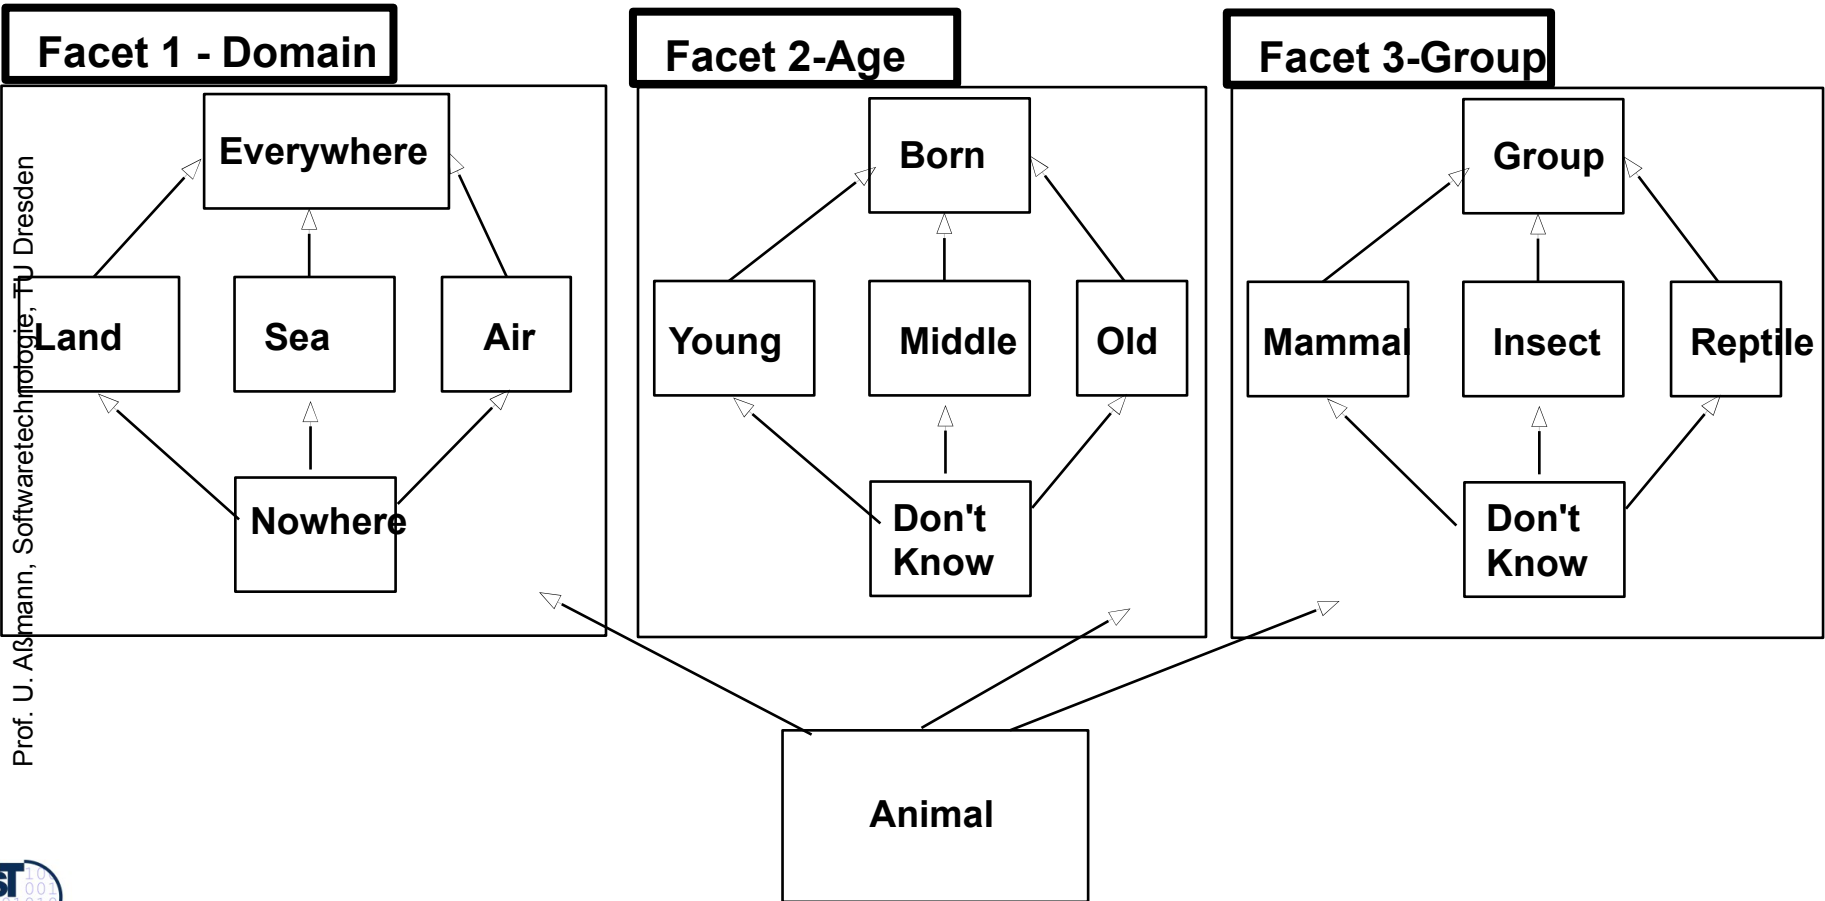 Facet 1 - Domain
Facet 2-Age
Facet 3-Group
Everywhere
Born
Group
Land
Sea
Air
Young
Middle
Old
Mammal
Insect
Reptile
Nowhere
Don't
Know
Don't
Know
Animal
Prof. U. Aßmann, Softwaretechnologie, TU Dresden